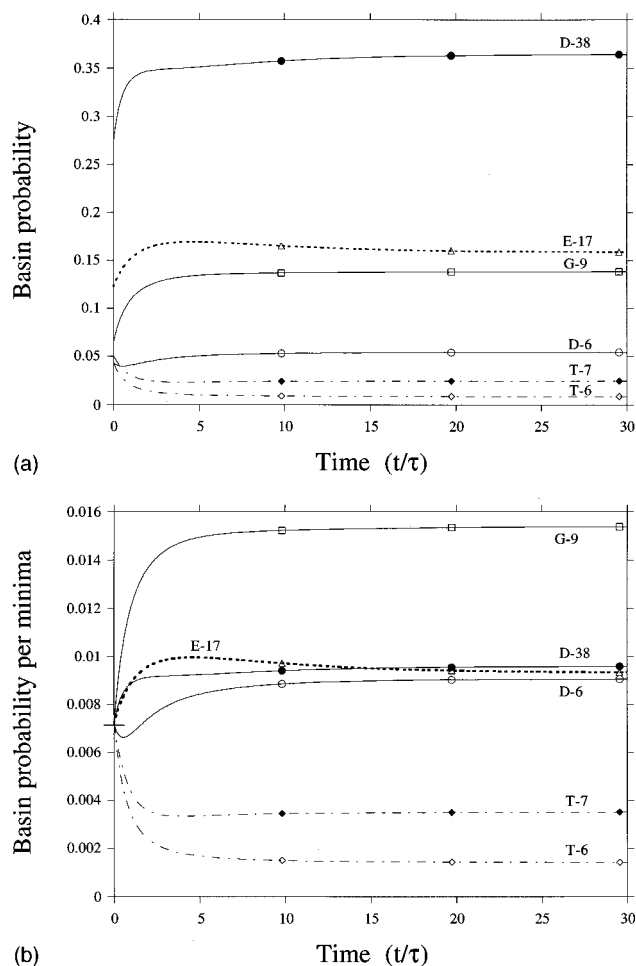 0.4
D-38
0.35
0.3
0.25
Basin probability
0.2
E-17
0.15
G-9
0.1
D-6
0.05
T-7
T-6
0
0 5 10 15 20 25 30
(a)
Time (t/τ)
0.016
G-9
0.014
0.012
Basin probability per minima
0.01
E-17
D-38
0.008
D-6
0.006
0.004
T-7
0.002
T-6
0
0 5 10 15 20 25 30
(b)
Time (t/τ)